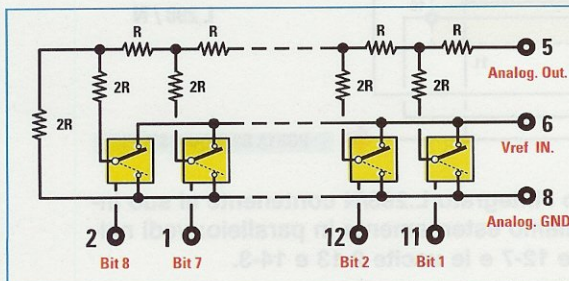 R R R R 5
Analog. Out.
2R 2R 2R 2R
2R
6
Vref IN.
8
Analog. GND
2 1 12 11
Bit 8 Bit 7 Bit 2 Bit 1